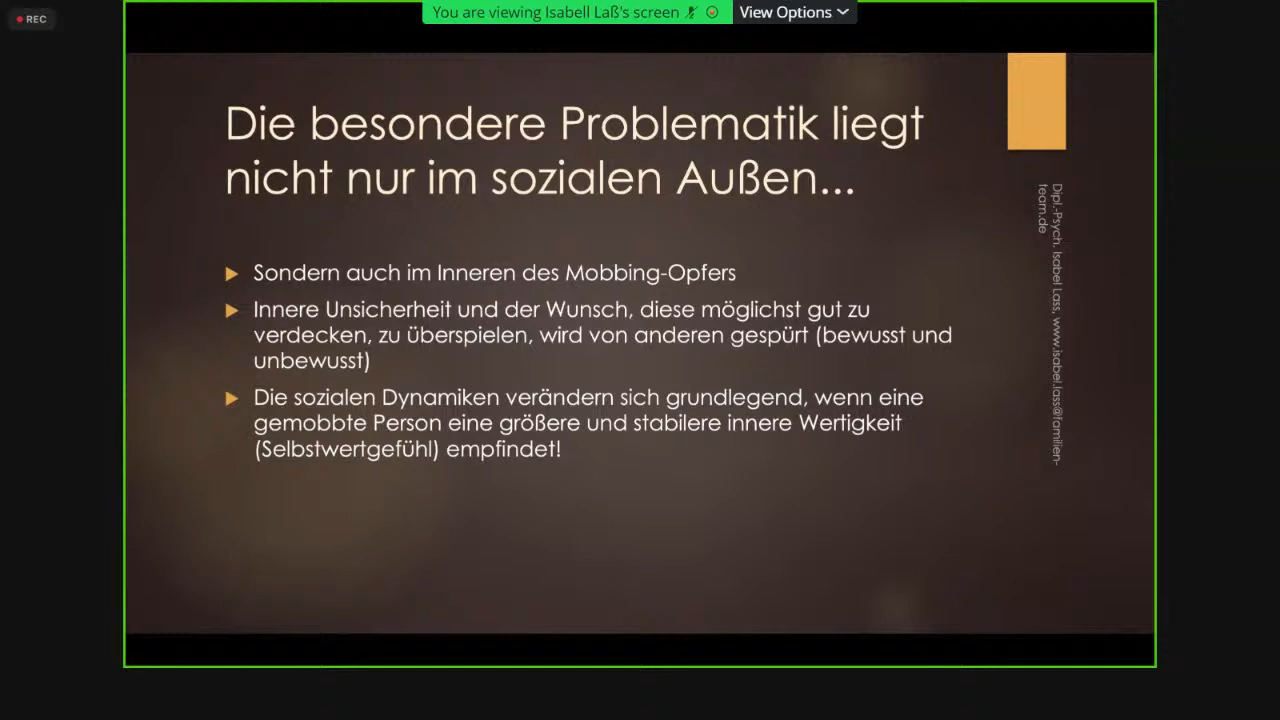 REC
You are viewing Isabell Laß's screen
View Options
Die besondere Problematik liegt
nicht nur im sozialen Außen...
Sondern auch im Inneren des Mobbing-Opfers
Innere Unsicherheit und der Wunsch, diese möglichst gut zu
verdecken, zu überspielen, wird von anderen gespürt (bewusst und
unbewusst)
Die sozialen Dynamiken verändern sich grundlegend, wenn eine
gemobbte Person eine größere und stabilere innere Wertigkeit
(Selbstwertgefühl) empfindet!
Dipl.-Psych. Isabel Lass, www.isabel.lass@familien-
team.de